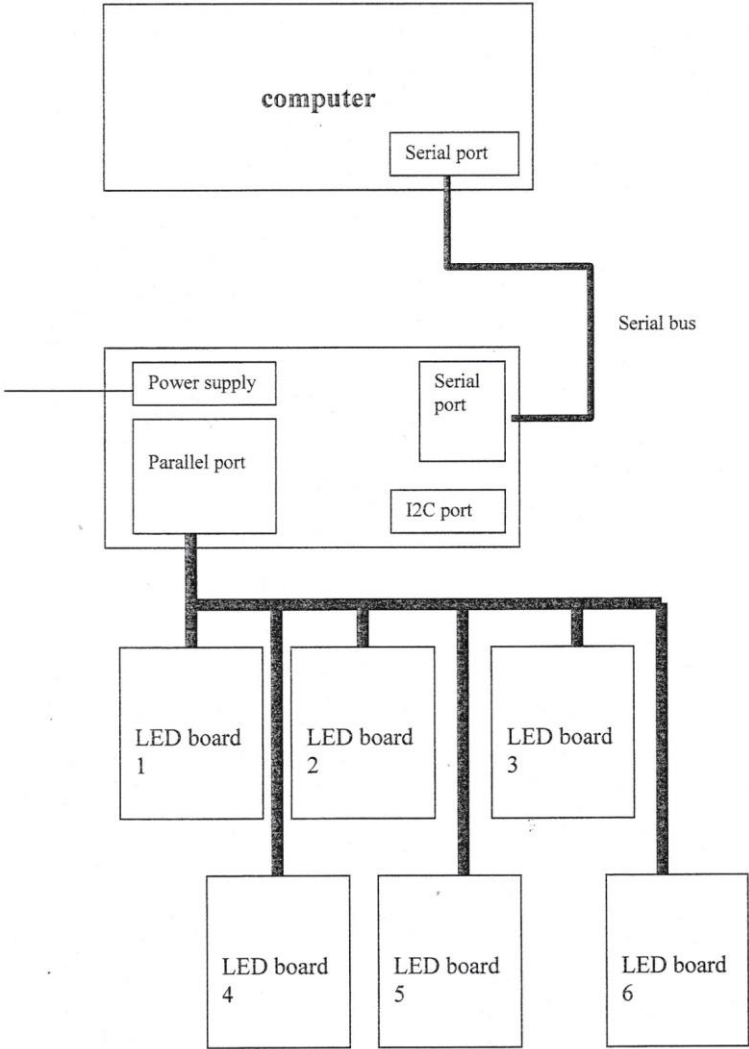 computer
Serial port
Serial bus
Power supply
Serial
port
Parallel port
I2C port
LED board
1
LED board
2
LED board
3
LED board
4
LED board
5
LED board
6